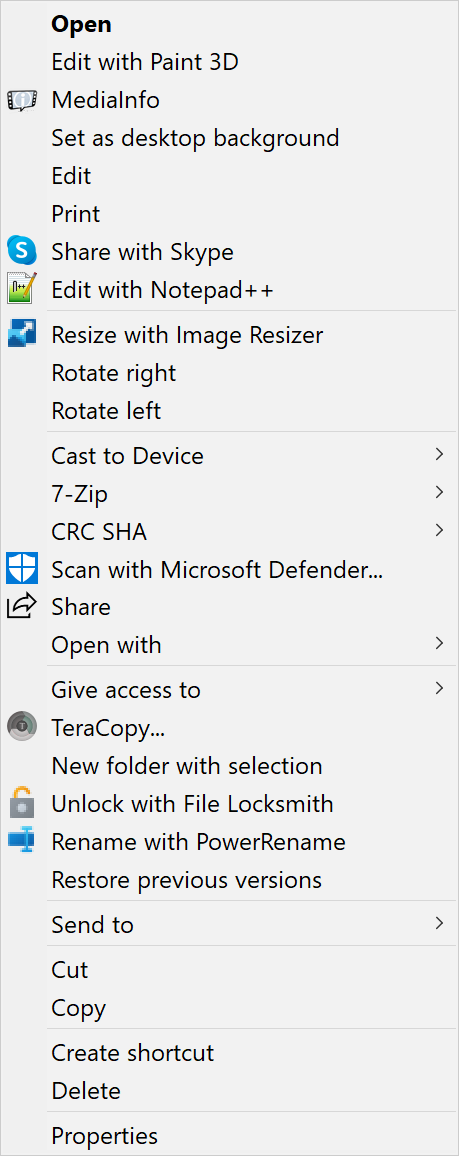 Open
Edit with Paint 3D
MediaInfo
Set as desktop background
Edit
Print
Share with Skype
Edit with Notepad++
Resize with Image Resizer
Rotate right
Rotate left
Cast to Device
7-Zip
CRC SHA
Scan with Microsoft Defender...
Share
Open with
Give access to
TeraCopy...
New folder with selection
Unlock with File Locksmith
Rename with PowerRename
Restore previous versions
Send to
Cut
Copy
Create shortcut
Delete
Properties